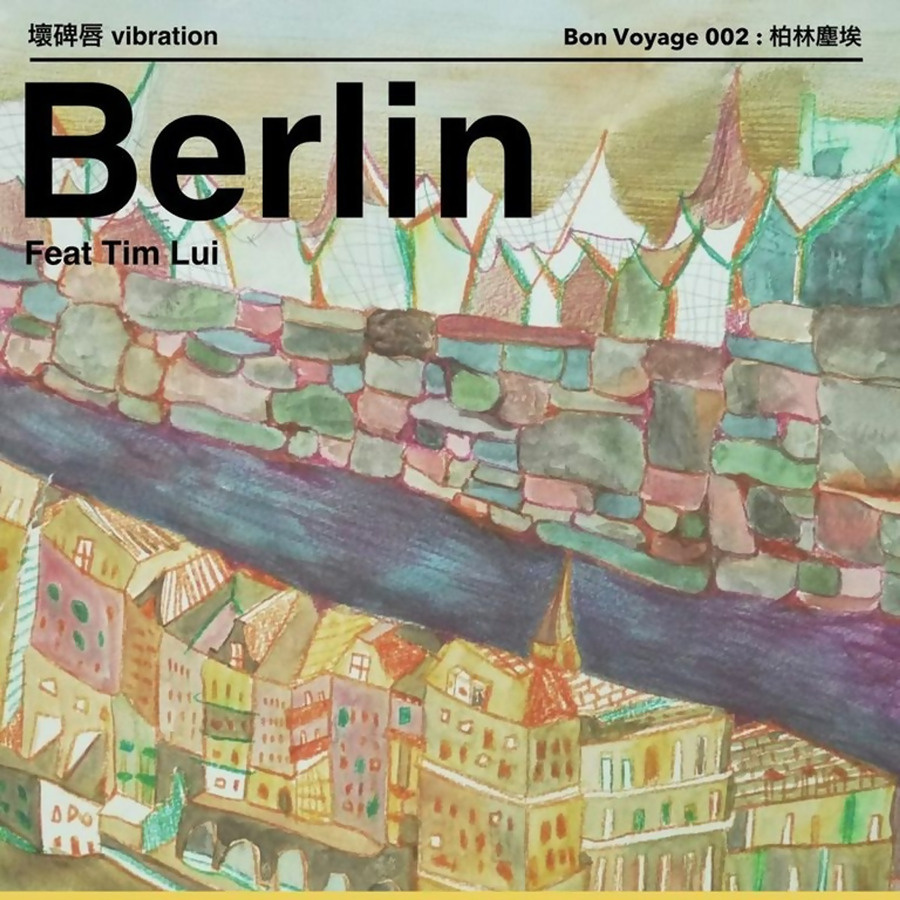 壞碑唇 vibration
Bon Voyage 002 : 柏林塵埃
Berlin
Feat Tim Lui